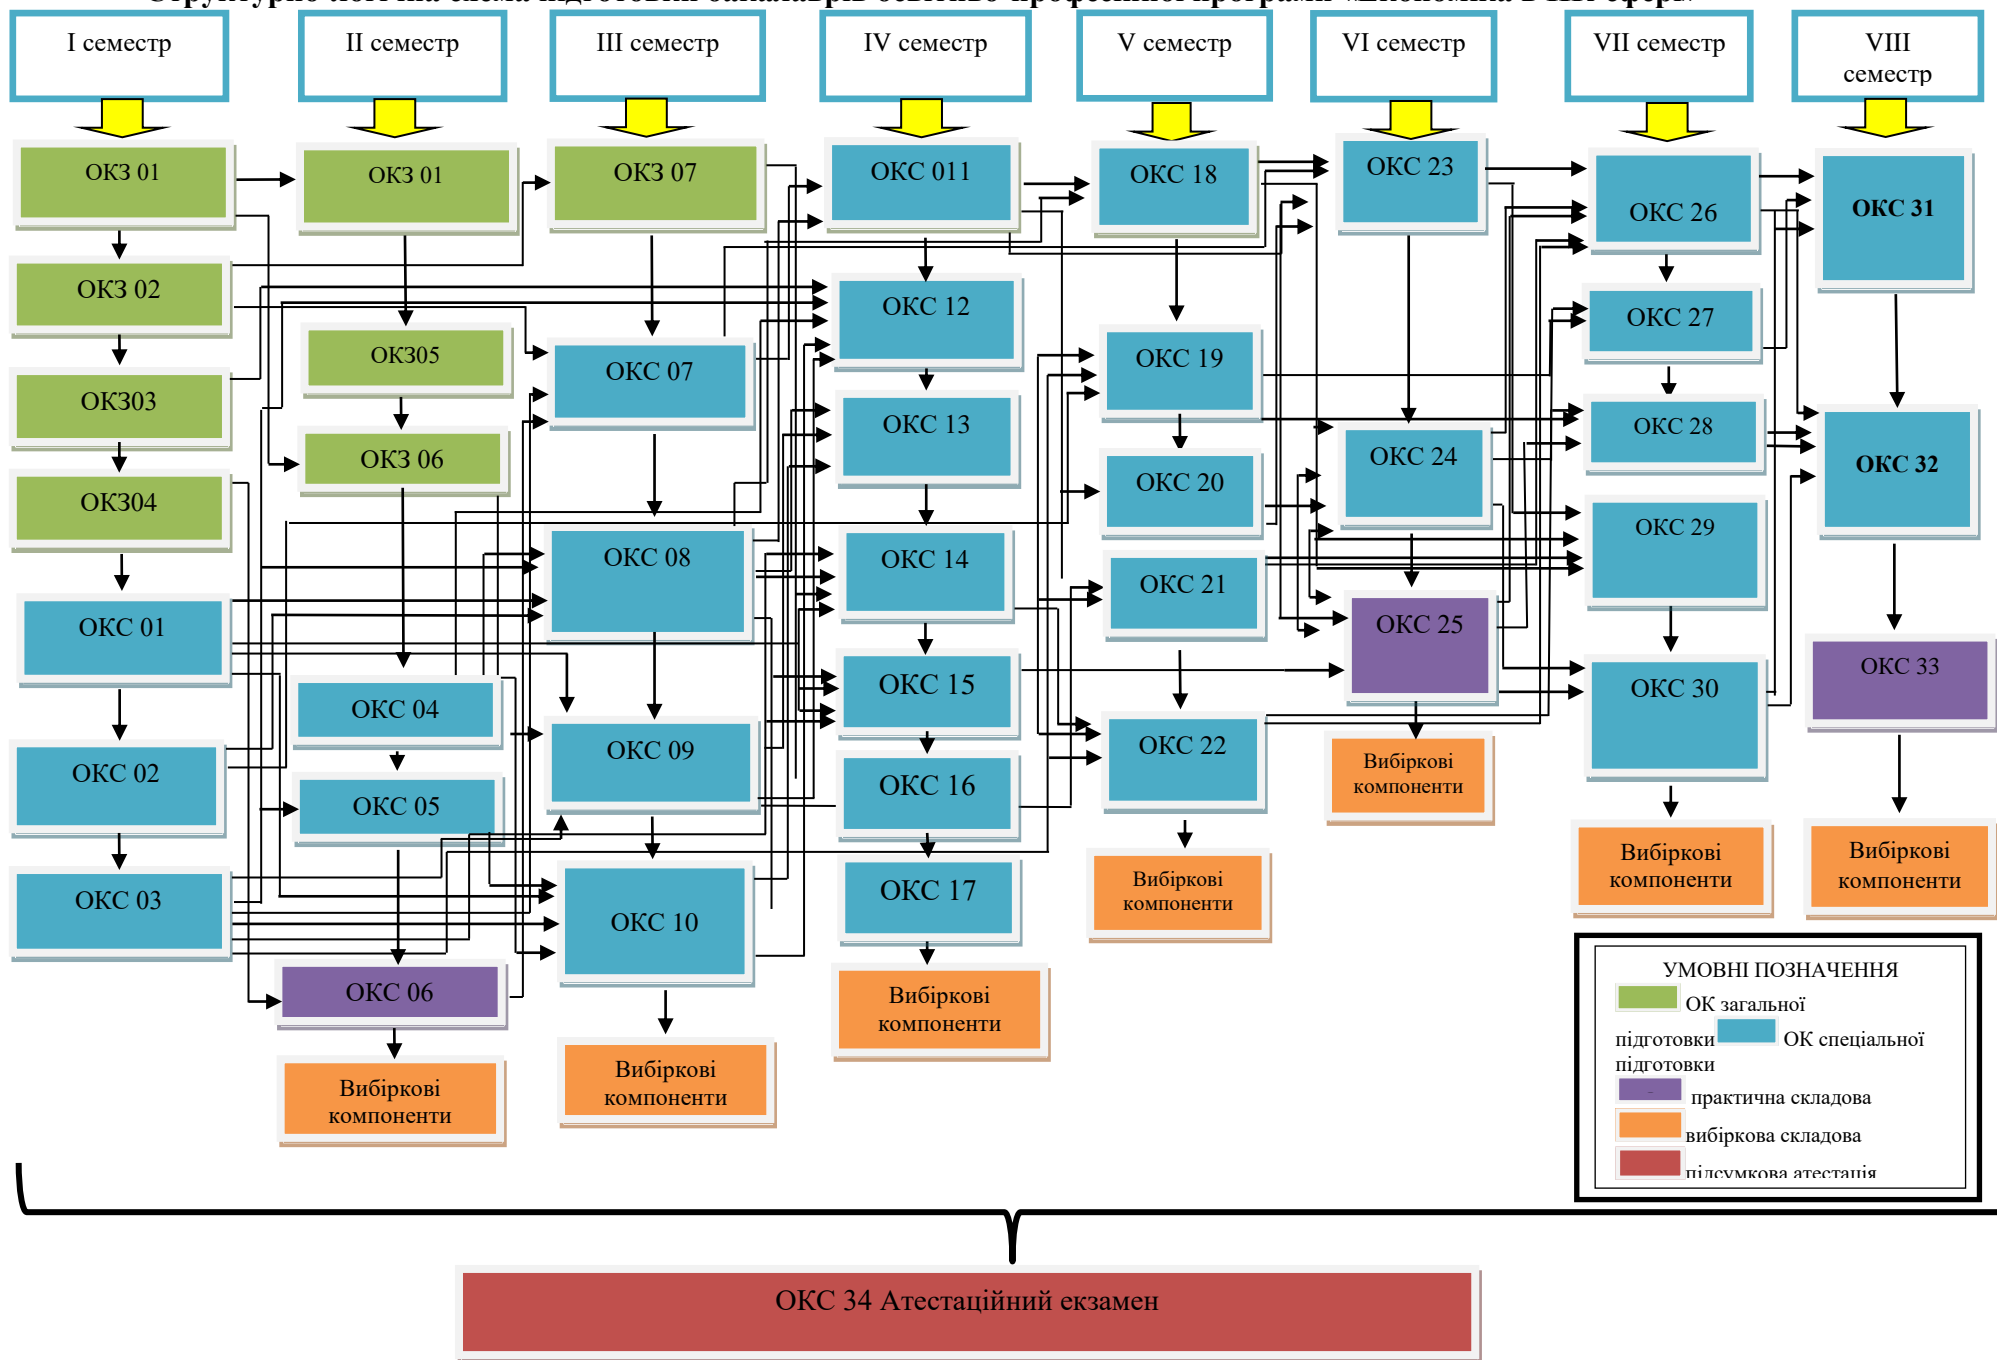 I семестр
II семестр
III семестр
IV семестр
V семестр
VI семестр
VII семестр
VIII
семестр
ОКЗ 01
ОКЗ 02
ОКЗ03
ОКЗ04
ОКС 01
ОКС 02
ОКС 03
ОКЗ 01
ОКЗ05
ОКЗ 06
ОКС 04
ОКС 05
ОКС 06
Вибіркові
компоненти
ОКЗ 07
ОКС 07
ОКС 08
ОКС 09
ОКС 10
Вибіркові
компоненти
ОКС 011
ОКС 12
ОКС 13
ОКС 14
ОКС 15
ОКС 16
ОКС 17
Вибіркові
компоненти
ОКС 18
ОКС 19
ОКС 20
ОКС 21
ОКС 22
Вибіркові
компоненти
ОКС 23
ОКС 24
ОКС 25
Вибіркові
компоненти
ОКС 26
ОКС 27
ОКС 28
ОКС 29
ОКС 30
Вибіркові
компоненти
ОКС 31
ОКС 32
ОКС 33
Вибіркові
компоненти
УМОВНІ ПОЗНАЧЕННЯ
ОК загальної
підготовки ОК спеціальної
підготовки
практична складова
вибіркова складова
підсумкова атестація
ОКС 34 Атестаційний екзамен